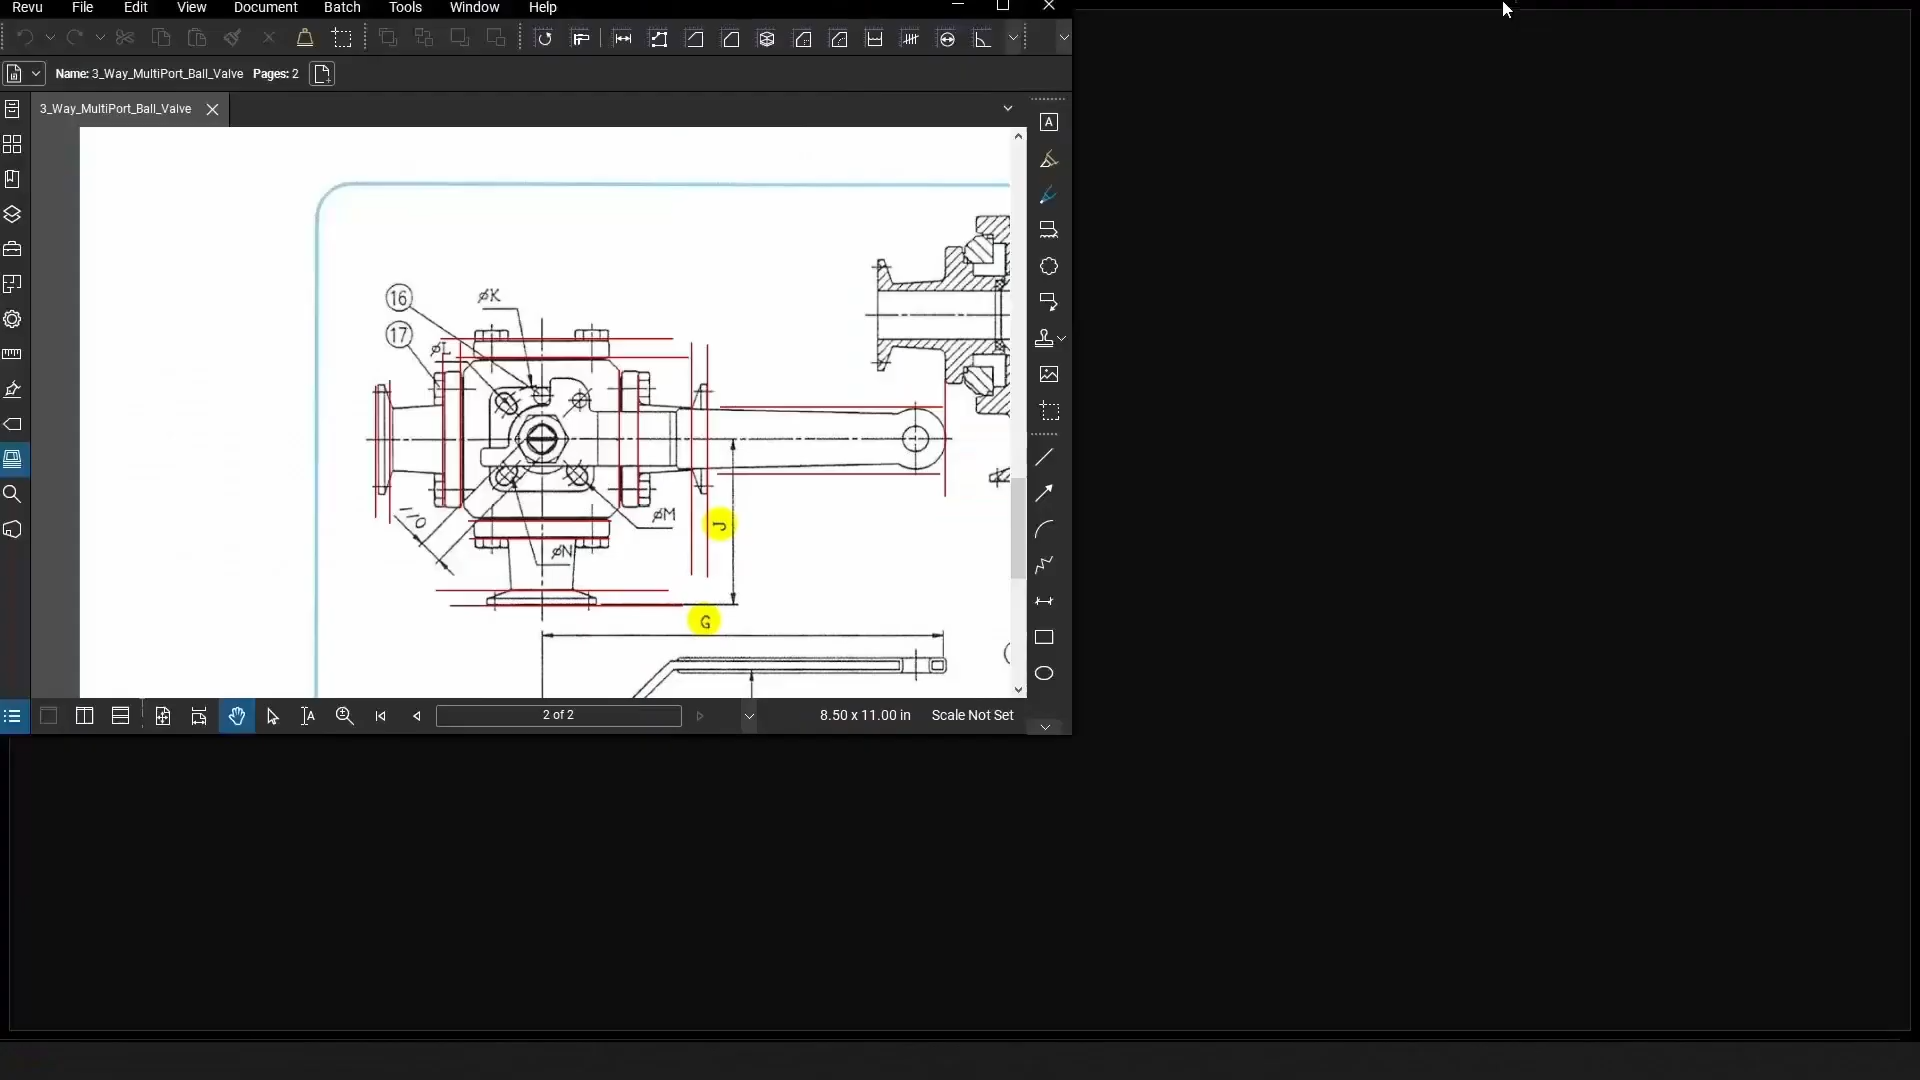 Revu File Edit View Document Batch Tools Window Help
Name: 3_Way_MultiPort_Ball_Valve Pages: 2
3_Way_MultiPort_Ball_Valve
16
øK
17
øL
øM
J
øN
G
2 of 2
8.50 x 11.00 in
Scale Not Set